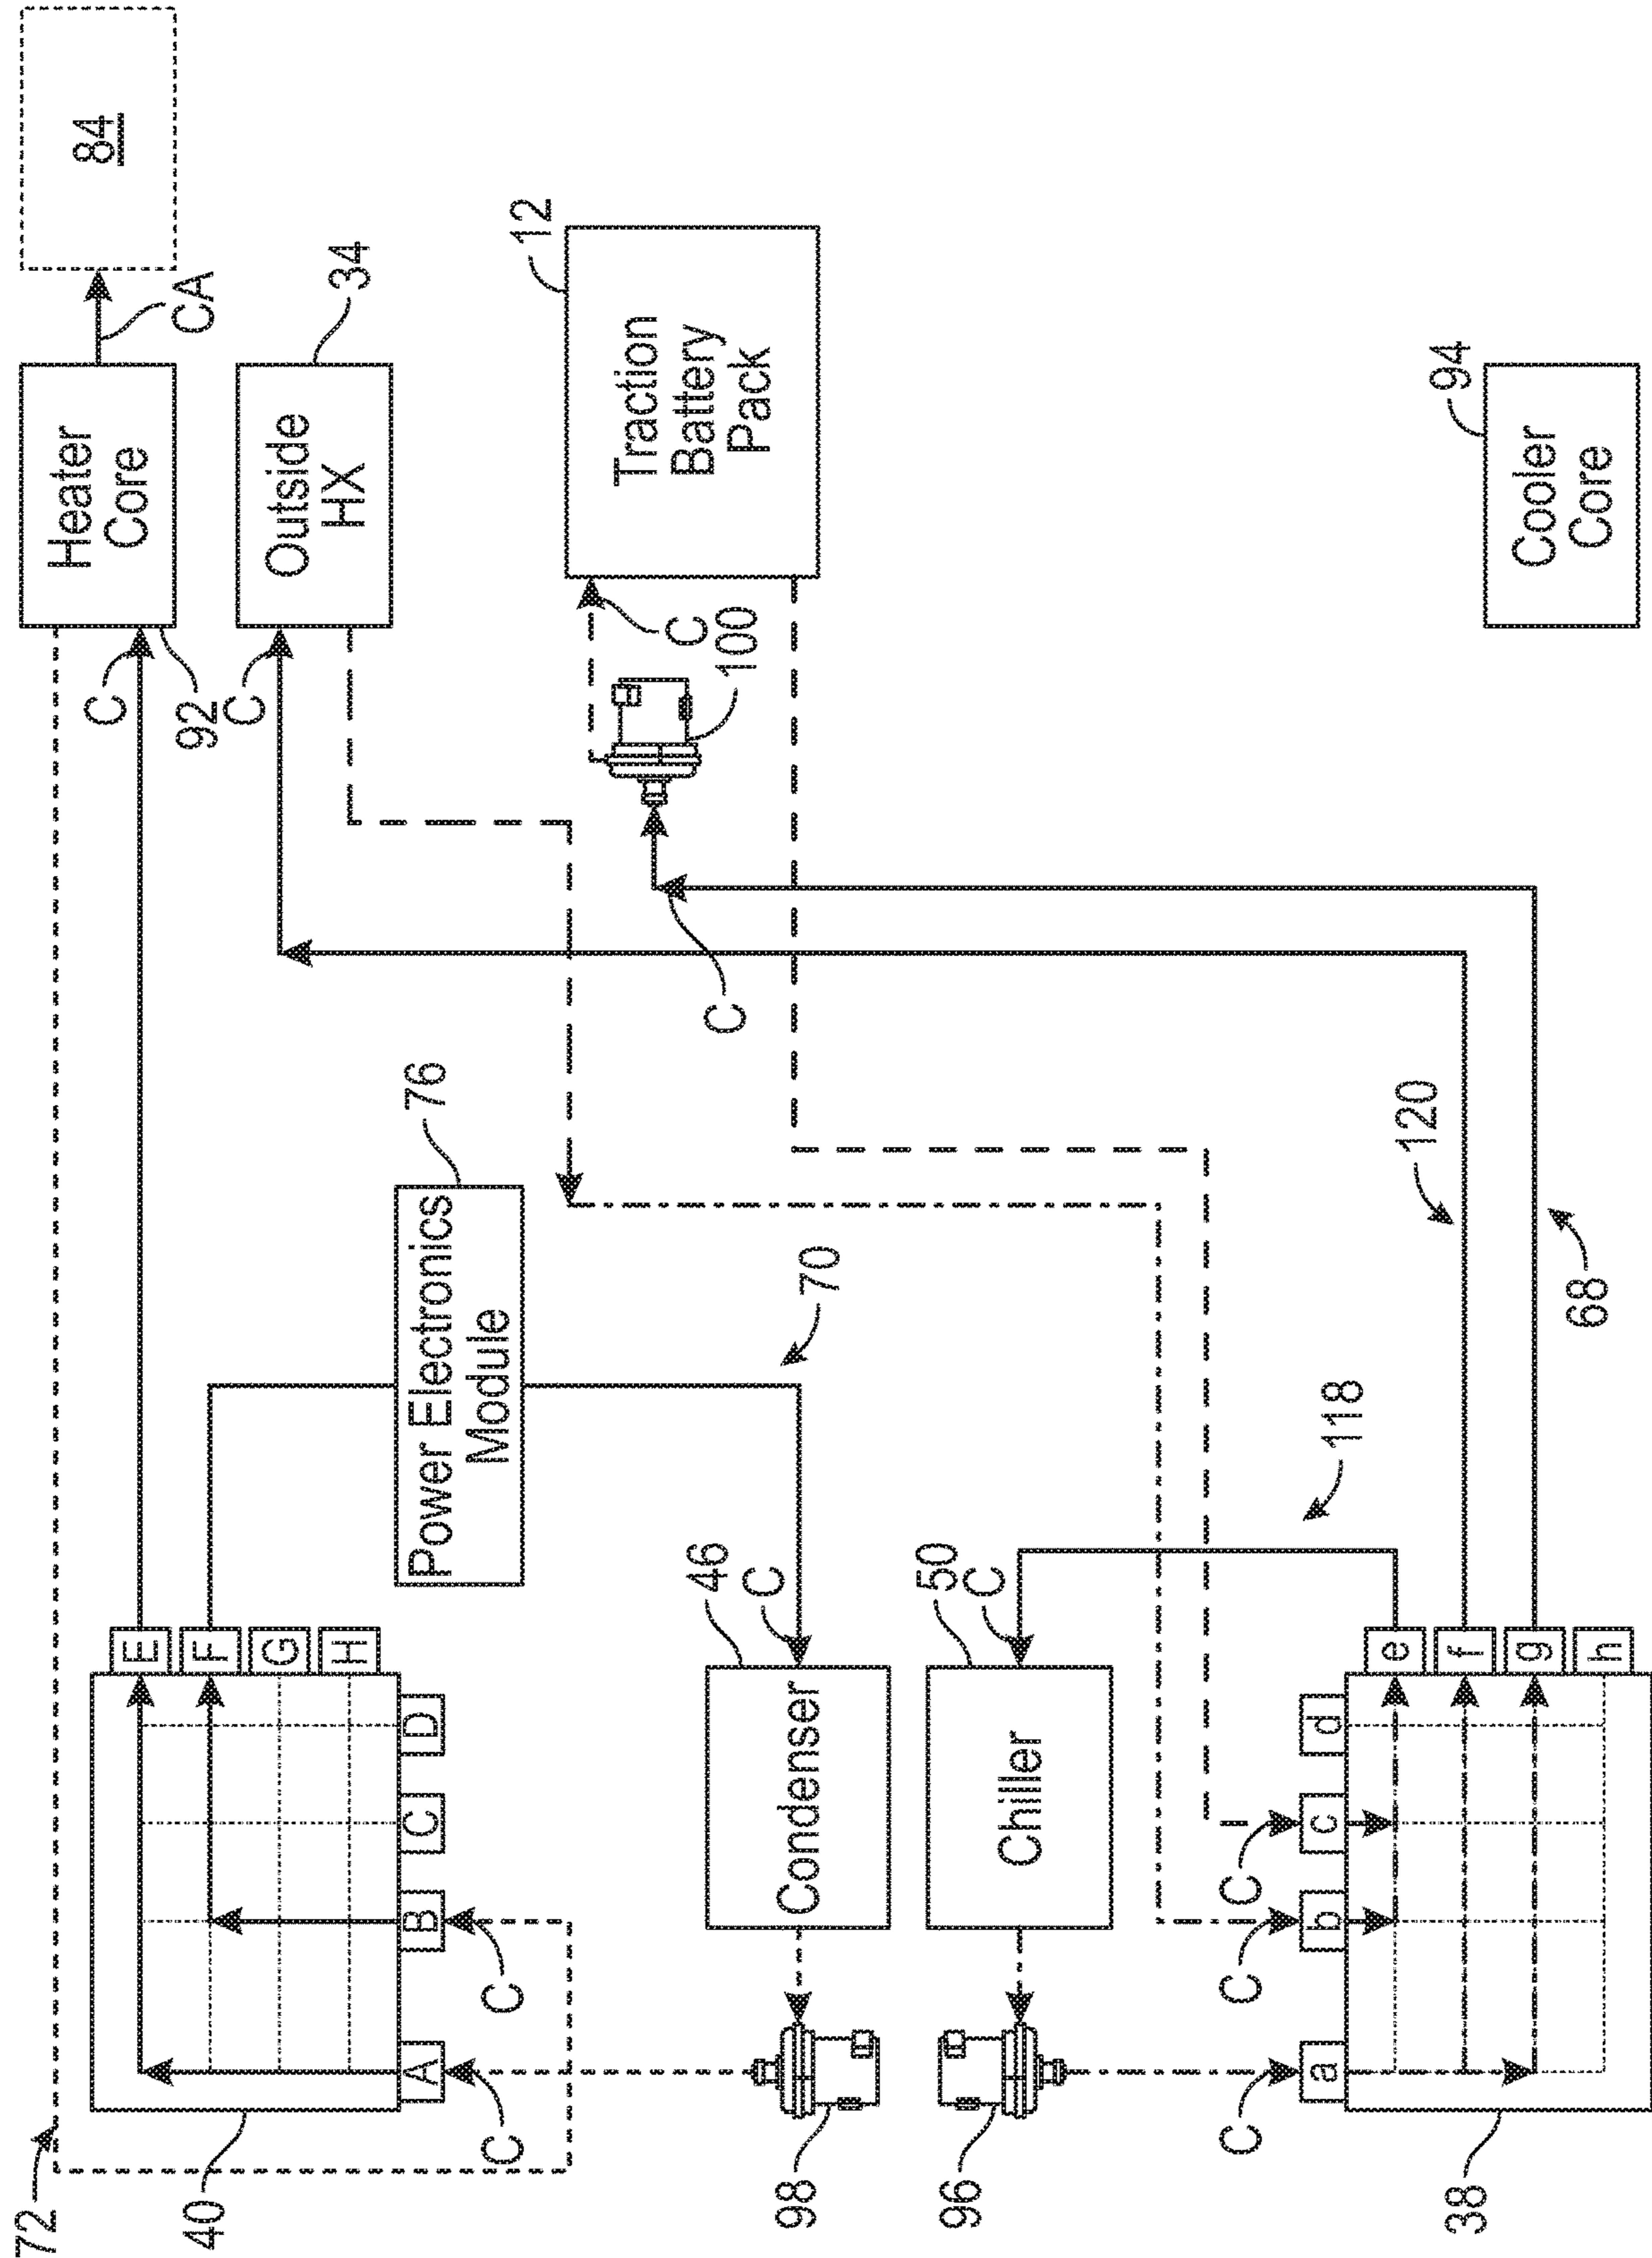 72
40
A
B
C
D
E
F
G
H
C
C
C
92
Heater
Core
CA
84
C
Outside
HX
34
Power Electronics
Module
76
70
12
Traction
Battery
Pack
C
100
C
98
Condenser
46
C
96
Chiller
50
C
118
120
68
C
C
C
a
b
c
d
e
f
g
h
38
Cooler
Core
94